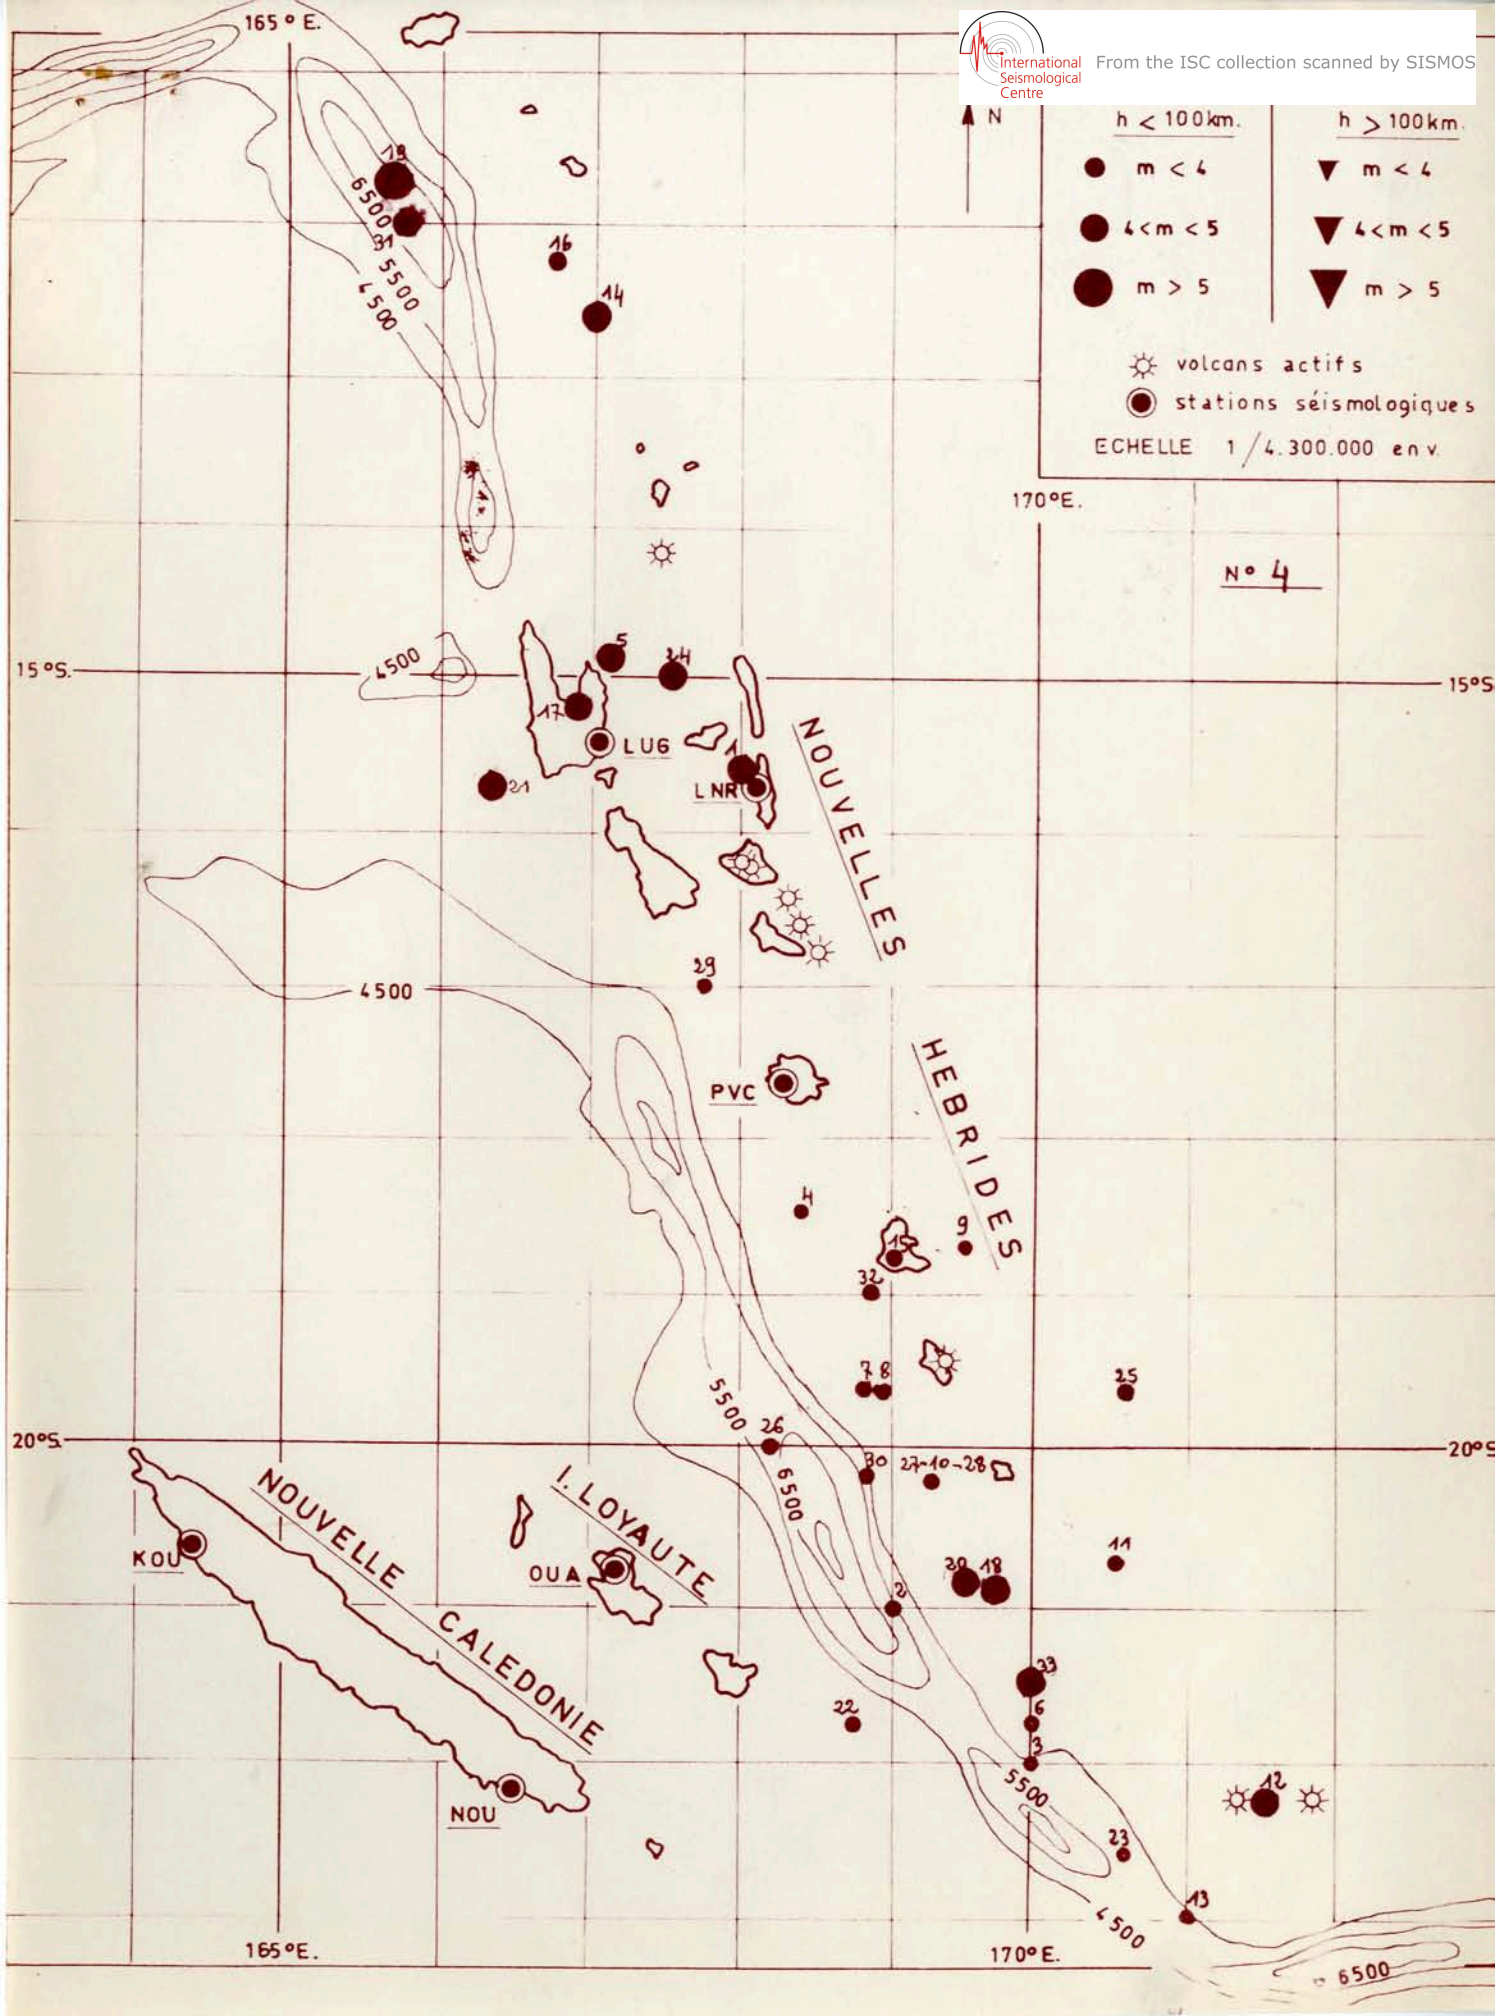 165° E.
International
Seismological
Centre
From the ISC collection scanned by SISMOS
N
h < 100km.
h > 100km.
m < 4
m < 4
4<m < 5
4<m < 5
m > 5
m > 5
volcans actifs
stations séismologiques
ECHELLE 1/4.300.000 env.
170°E.
N° 4
19
6500
31
5500
4500
16
14
15°S.
15°S
4500
5
24
17
LUG
1
LNR
21
NOUVELLES
29
4500
HEBRIDES
PVC
4
15
9
32
7 8
25
5500
20°S.
20°S
26
30
27-10-28
6500
NOUVELLE CALEDONIE
I. LOYAUTE
KOU
OUA
11
20
18
2
33
6
3
22
5500
12
NOU
23
13
4500
165°E.
170°E.
6500